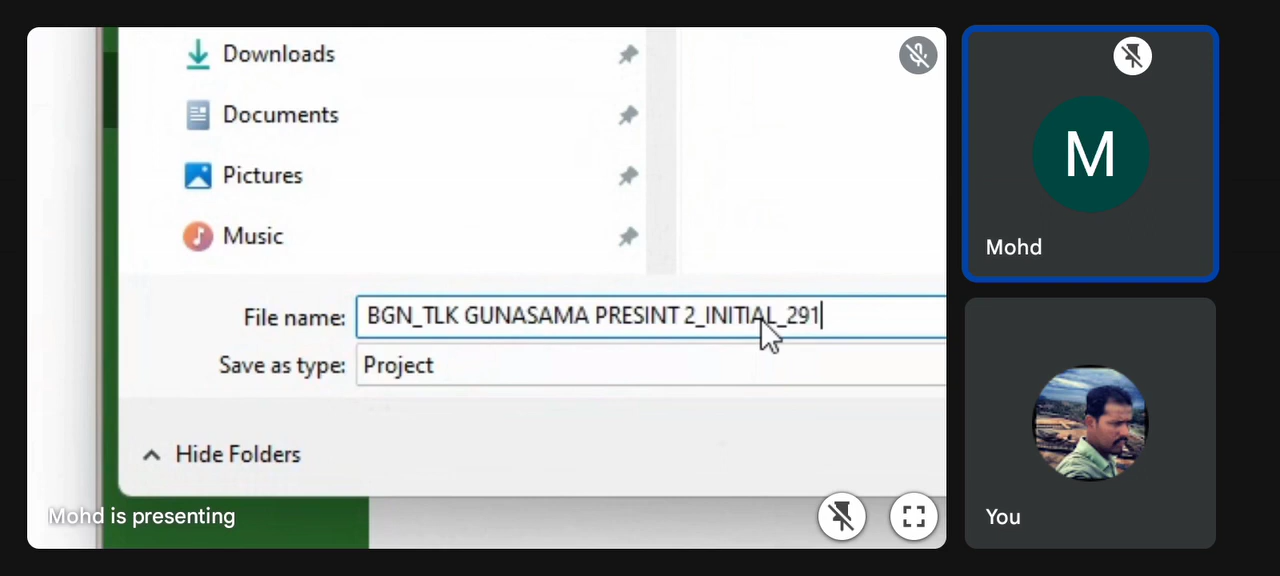 Downloads
Documents
Pictures
Music
File name: BGN_TLK GUNASAMA PRESINT 2_INITIAL_291
Save as type: Project
Hide Folders
Mohd is presenting
M
Mohd
You